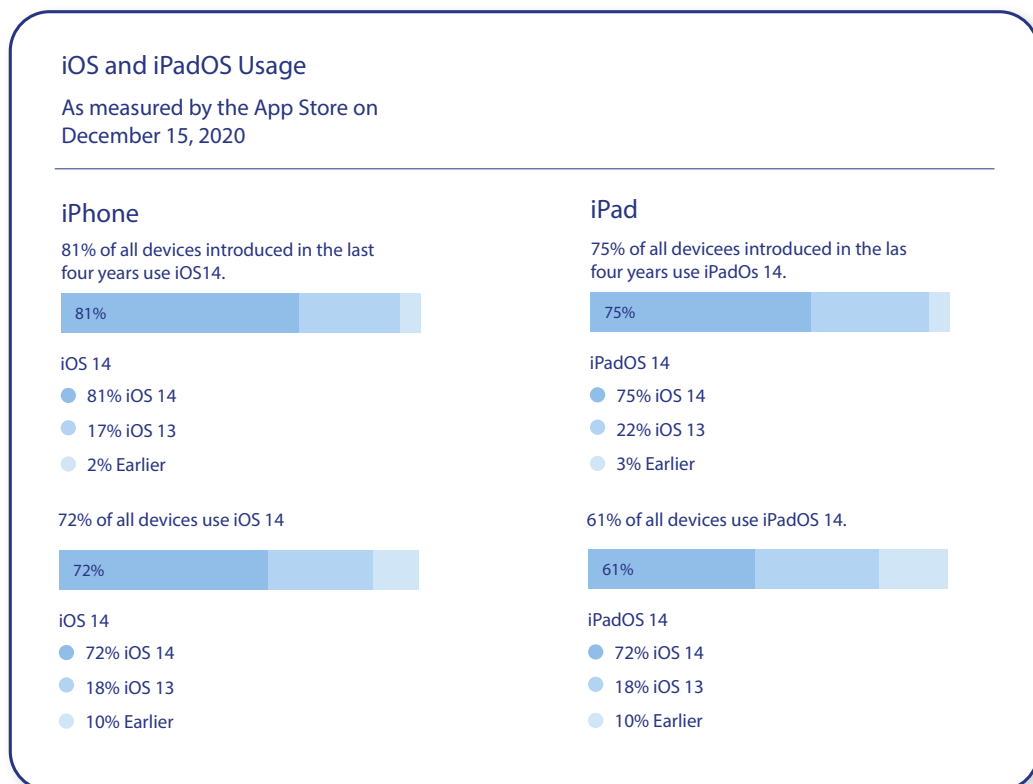 iOS and iPadOS Usage
As measured by the App Store on
December 15, 2020
iPhone
81% of all devices introduced in the last
four years use iOS14.
81%
iOS 14
81% iOS 14
17% iOS 13
2% Earlier
72% of all devices use iOS 14
72%
iOS 14
72% iOS 14
18% iOS 13
10% Earlier
iPad
75% of all devicees introduced in the las
four years use iPadOs 14.
75%
iPadOS 14
75% iOS 14
22% iOS 13
3% Earlier
61% of all devices use iPadOS 14.
61%
iPadOS 14
72% iOS 14
18% iOS 13
10% Earlier